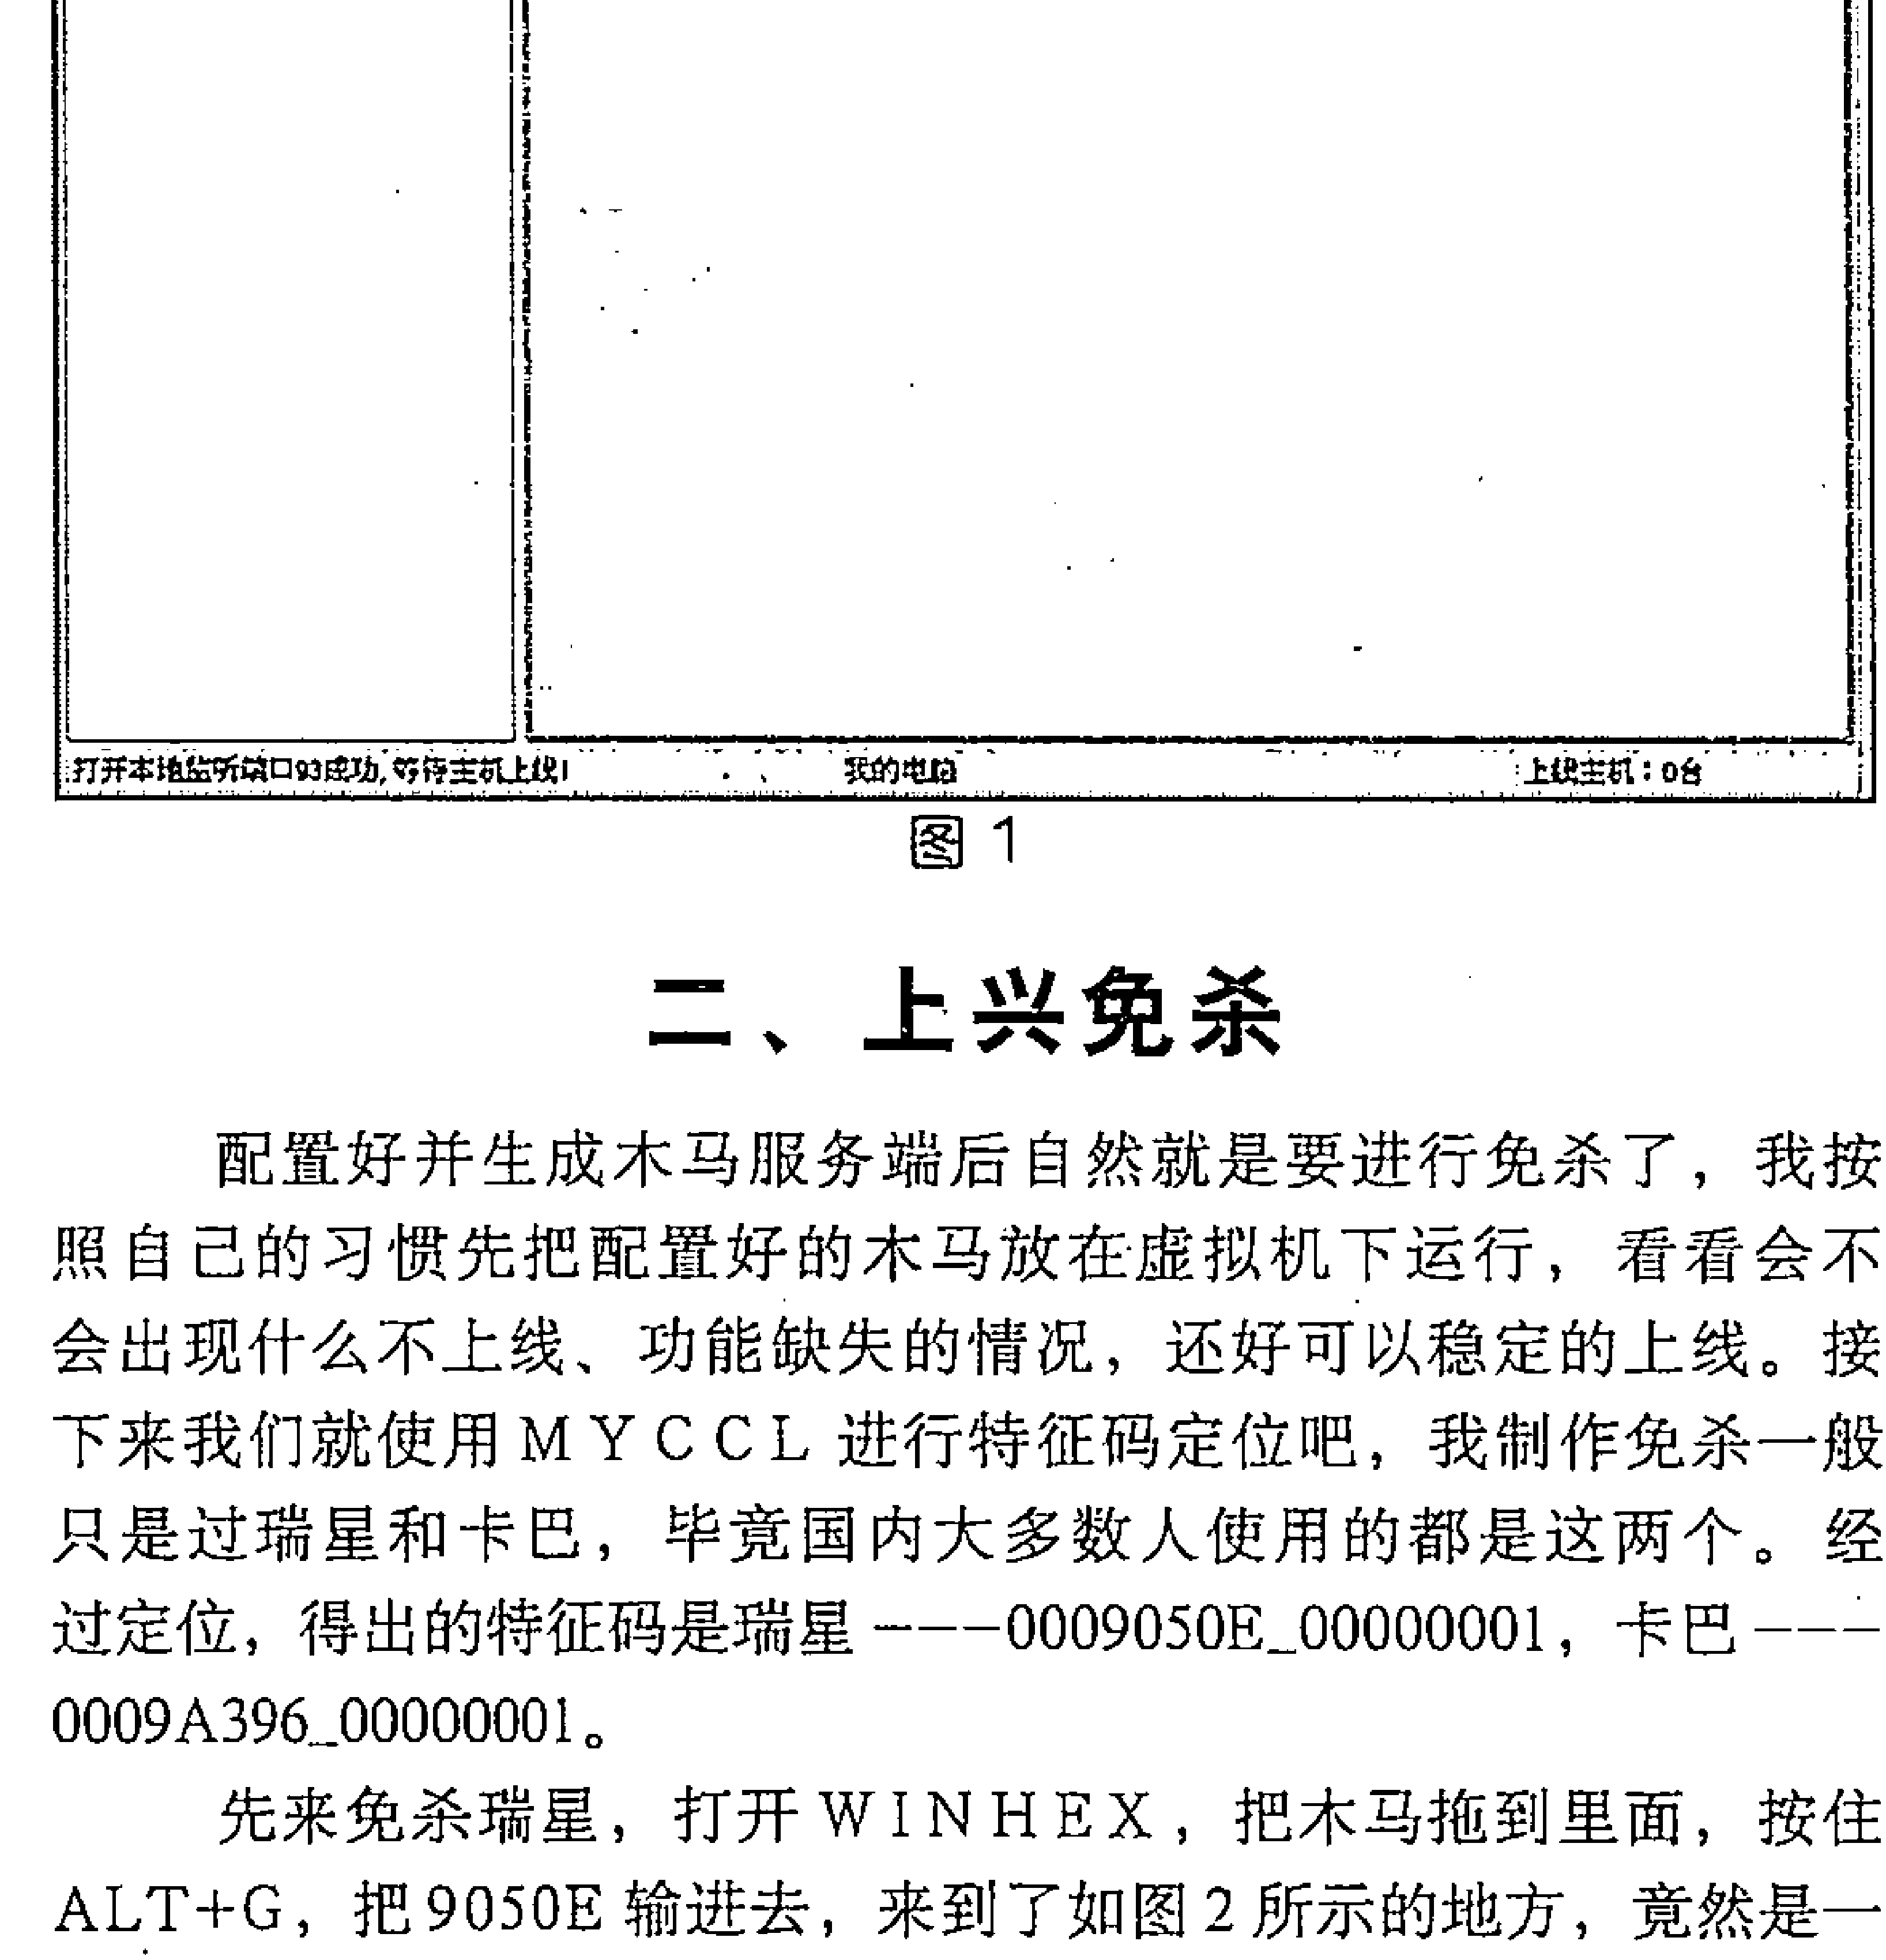 打开本地监听端口93成功,等待主机上线! 我的电脑 上线主机：0台
图 1
二、上兴免杀
配置好并生成木马服务端后自然就是要进行免杀了，我按
照自己的习惯先把配置好的木马放在虚拟机下运行，看看会不
会出现什么不上线、功能缺失的情况，还好可以稳定的上线。接
下来我们就使用MYCCL 进行特征码定位吧，我制作免杀一般
只是过瑞星和卡巴，毕竟国内大多数人使用的都是这两个。经
过定位，得出的特征码是瑞星 ---0009050E_00000001，卡巴 ---
0009A396_00000001。
先来免杀瑞星，打开 WINHEX，把木马拖到里面，按住
ALT+G，把 9050E 输进去，来到了如图 2 所示的地方，竟然是一